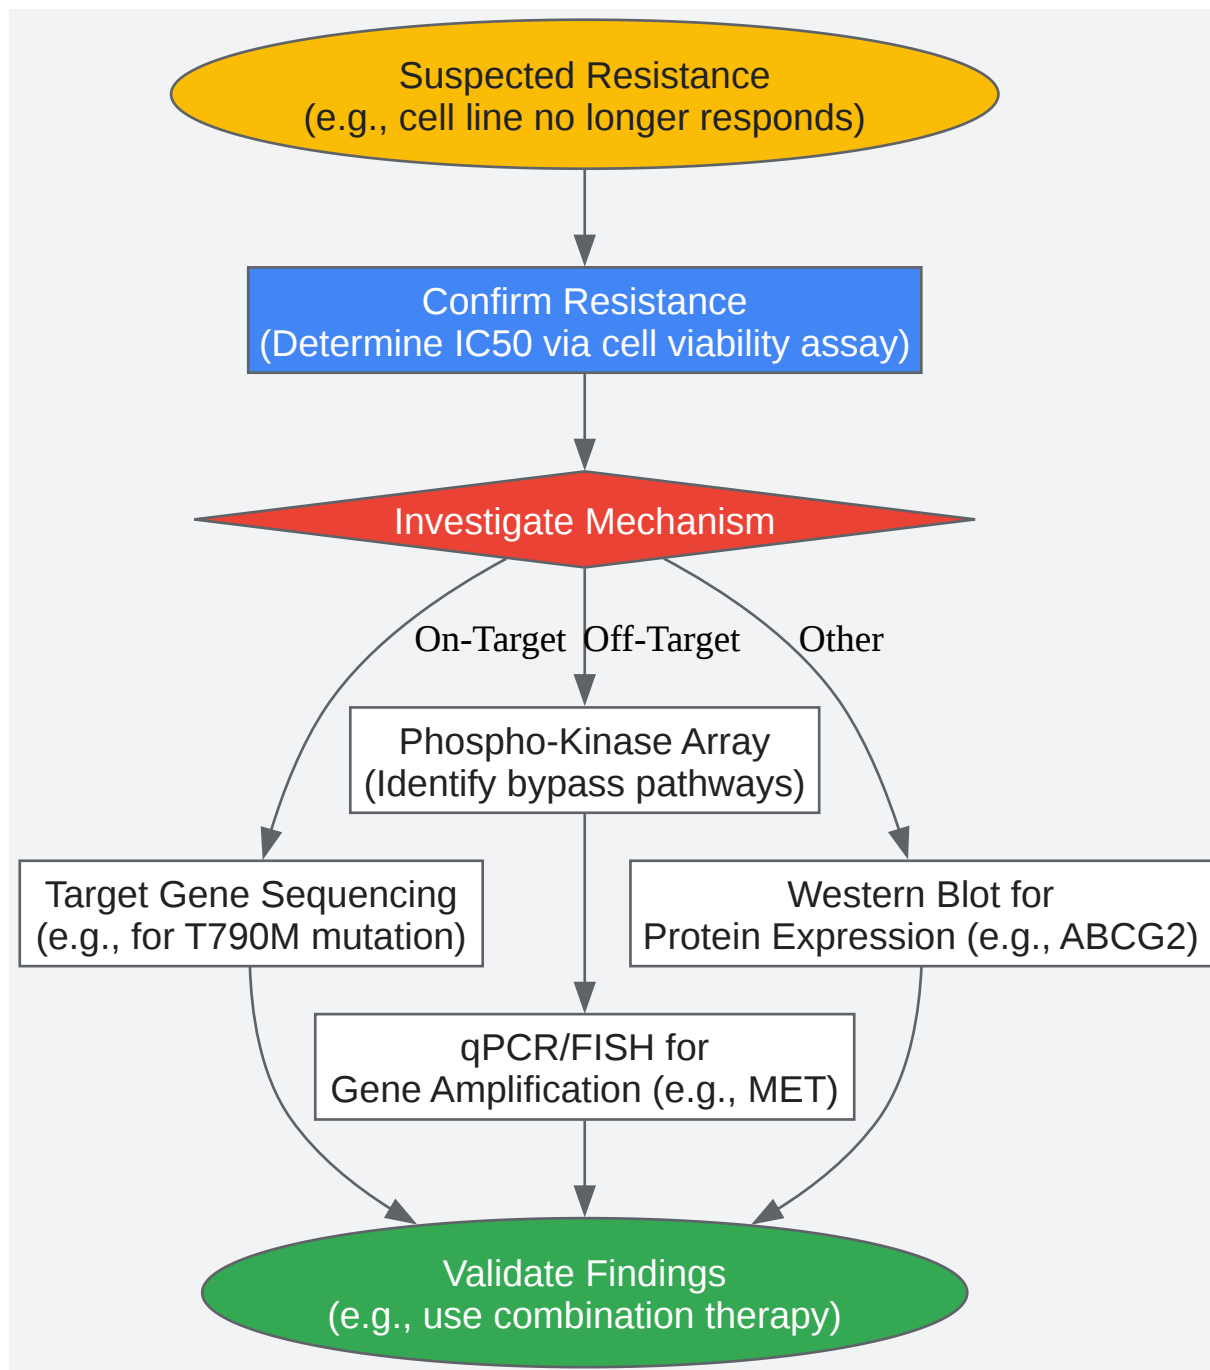 Suspected Resistance
(e.g., cell line no longer responds)
Confirm Resistance
(Determine IC50 via cell viability assay)
Investigate Mechanism
On-Target
Off-Target
Other
Phospho-Kinase Array
(Identify bypass pathways)
Target Gene Sequencing
(e.g., for T790M mutation)
Western Blot for
Protein Expression (e.g., ABCG2)
qPCR/FISH for
Gene Amplification (e.g., MET)
Validate Findings
(e.g., use combination therapy)